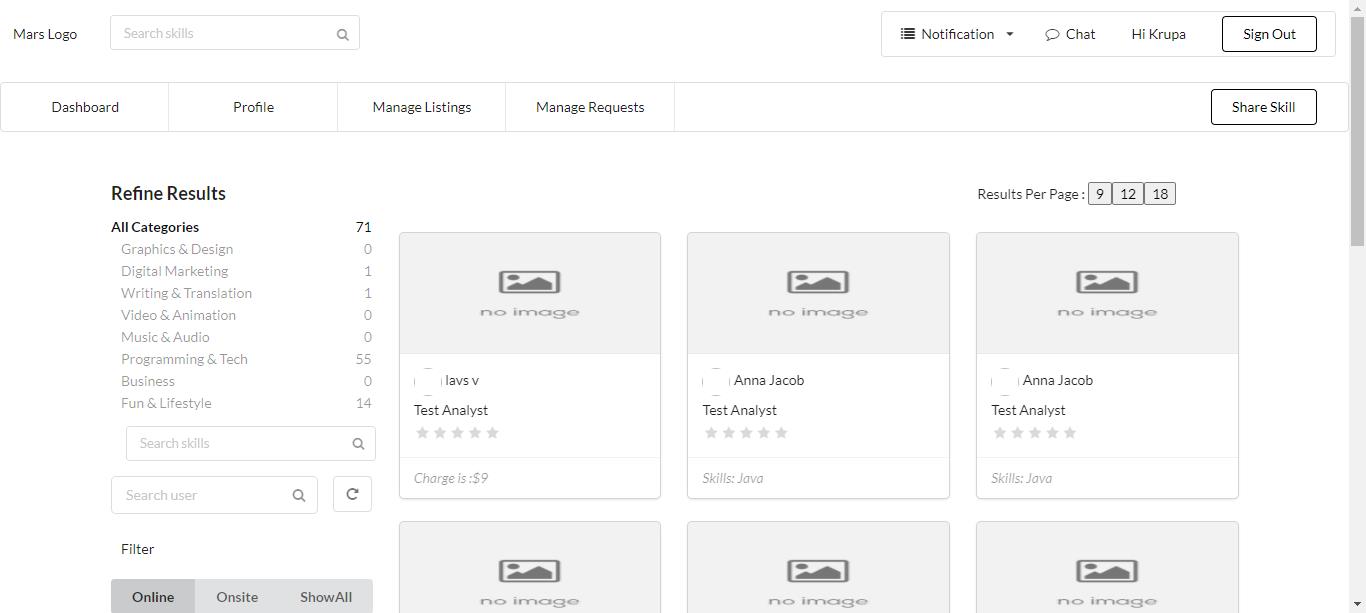 Mars Logo
Search skills
Notification
Chat
Hi Krupa
Sign Out
Dashboard
Profile
Manage Listings
Manage Requests
Share Skill
Refine Results
Results Per Page : 9 12 18
All Categories 71
Graphics & Design 0
Digital Marketing 1
Writing & Translation 1
Video & Animation 0
Music & Audio 0
Programming & Tech 55
Business 0
Fun & Lifestyle 14
Search skills
Search user
Filter
Online
Onsite
ShowAll
no image
lavs v
Test Analyst
Charge is :$9
no image
Anna Jacob
Test Analyst
Skills: Java
no image
Anna Jacob
Test Analyst
Skills: Java
no image
no image
no image